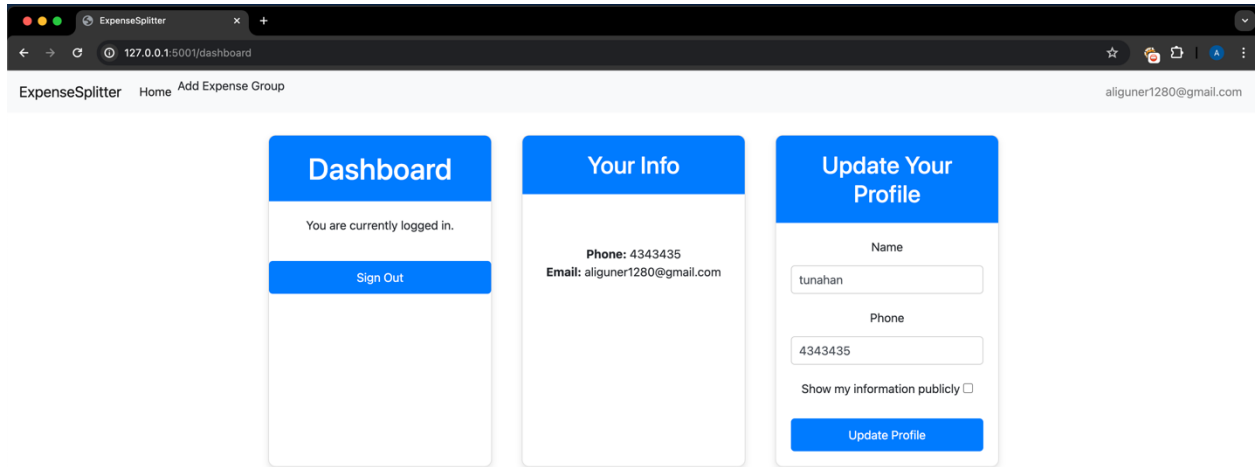 ExpenseSplitter
127.0.0.1:5001/dashboard
A
ExpenseSplitter Home Add Expense Group aliguner1280@gmail.com
Dashboard
You are currently logged in.
Sign Out
Your Info
Phone: 4343435
Email: aliguner1280@gmail.com
Update Your
Profile
Name
tunahan
Phone
4343435
Show my information publicly
Update Profile